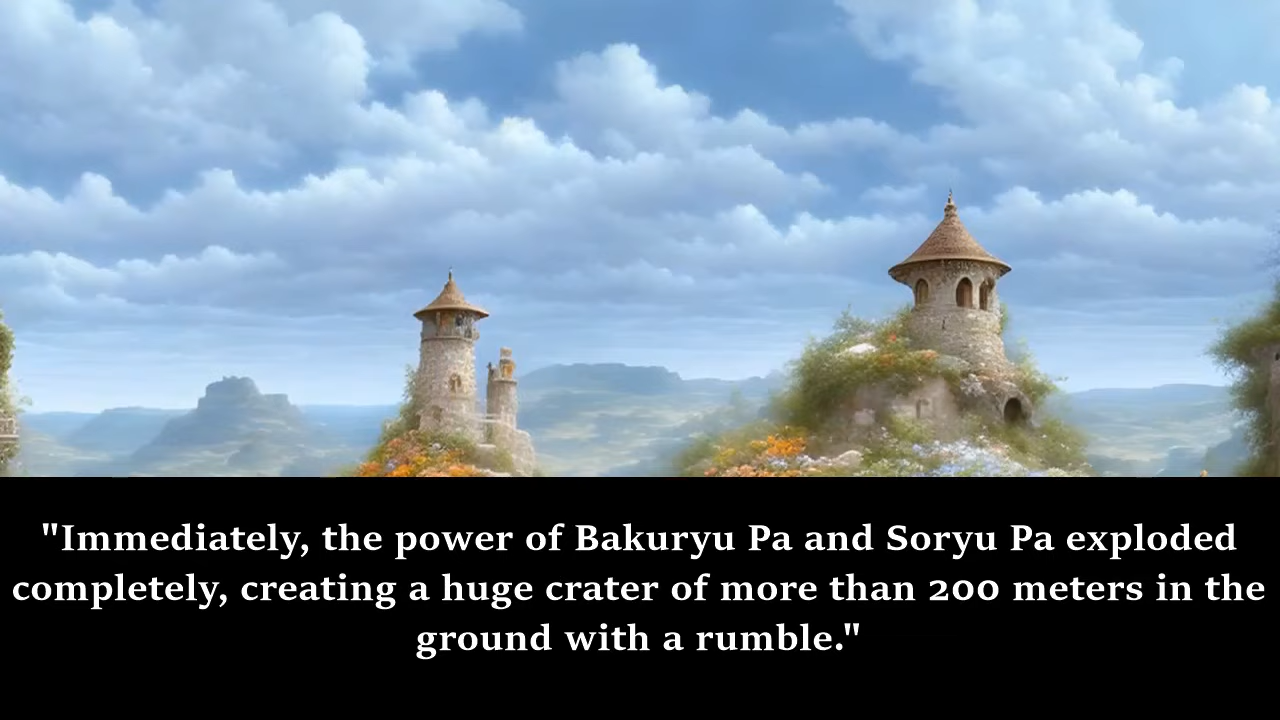 "Immediately, the power of Bakuryu Pa and Soryu Pa exploded
completely, creating a huge crater of more than 200 meters in the
ground with a rumble."